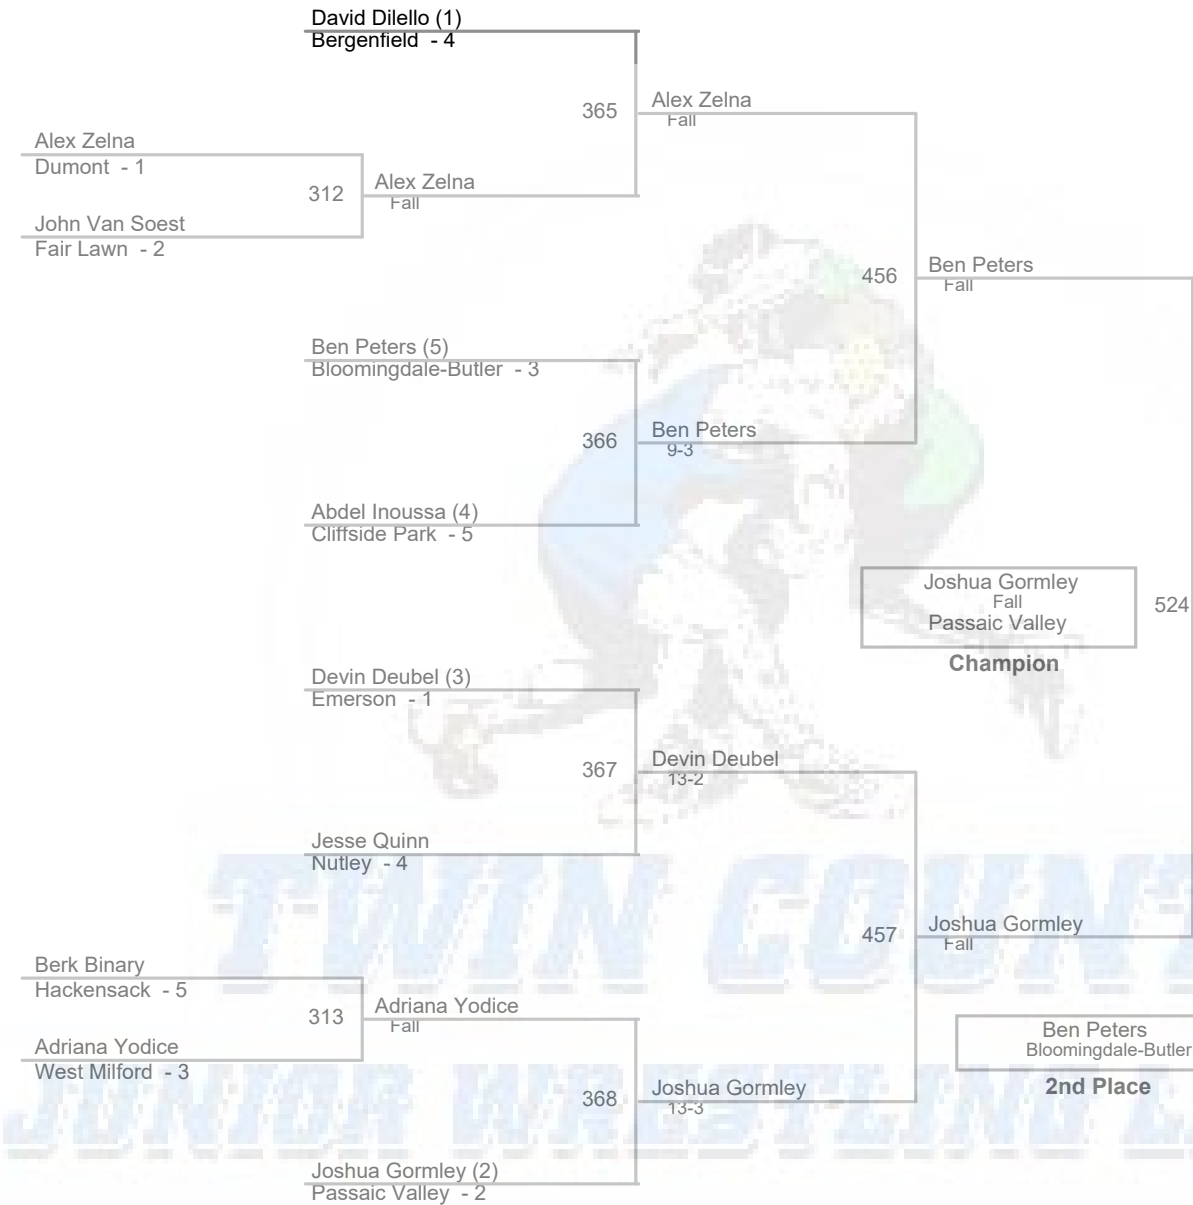 David Dilello (1)
Bergenfield - 4
365
Alex Zelna
Fall
Alex Zelna
Dumont - 1
312
Alex Zelna
Fall
John Van Soest
Fair Lawn - 2
456
Ben Peters
Fall
Ben Peters (5)
Bloomingdale-Butler - 3
366
Ben Peters
9-3
Abdel Inoussa (4)
Cliffside Park - 5
Joshua Gormley
Fall
Passaic Valley
524
Champion
Devin Deubel (3)
Emerson - 1
367
Devin Deubel
13-2
Jesse Quinn
Nutley - 4
TWIN COUNT
457
Joshua Gormley
Fall
Berk Binary
Hackensack - 5
313
Adriana Yodice
Fall
Adriana Yodice
West Milford - 3
Ben Peters
Bloomingdale-Butler
2nd Place
JUNIOR WRESTLING
368
Joshua Gormley
13-3
Joshua Gormley (2)
Passaic Valley - 2